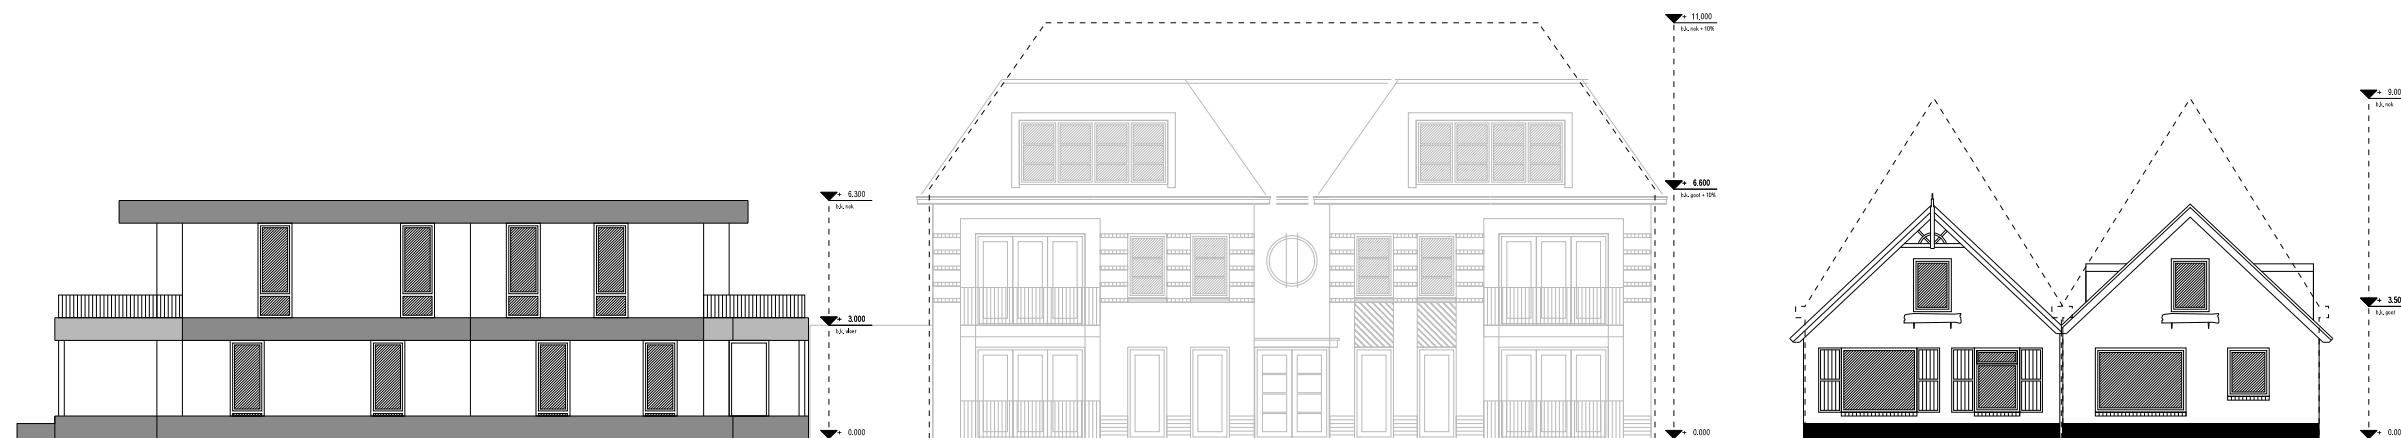 + 6.300
b.k. nok
+ 3.000
b.k. vloer
+ 0.000
+ 11.000
b.k. nok + 10%
+ 6.600
b.k. goot + 10%
+ 0.000
+ 9.00
b.k. nok
+ 3.50
b.k. goot
+ 0.00